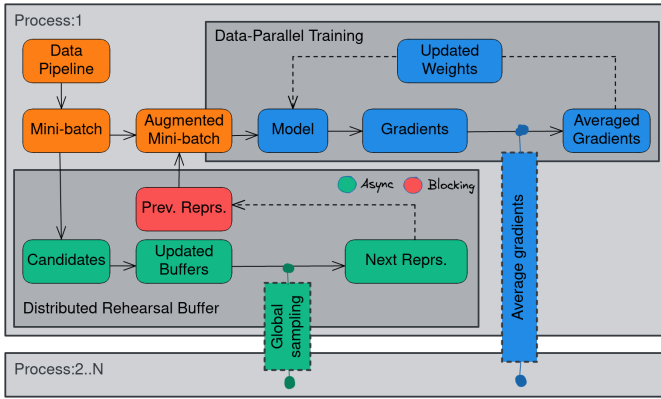 Process:1
Data-Parallel Training
Data
Pipeline
Updated
Weights
Mini-batch
Augmented
Mini-batch
Model
Gradients
Averaged
Gradients
Async
Blocking
Prev. Reprs.
Candidates
Updated
Buffers
Next Reprs.
Average gradients
Distributed Rehearsal Buffer
Global
sampling
Process:2..N